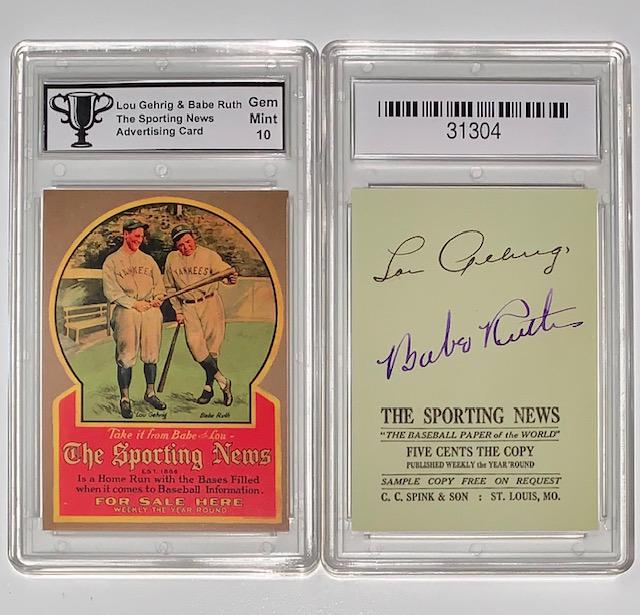 Lou Gehrig & Babe Ruth
The Sporting News
Advertising Card
Gem
Mint
10
YANKEES
YANKEES
Lou Gehrig
Babe Ruth
Take it from Babe and Lou -
The Sporting News
EST. 1886
Is a Home Run with the Bases Filled
when it comes to Baseball Information.
FOR SALE HERE
WEEKLY THE YEAR ROUND
31304
Lou Gehrig
Babe Ruth
THE SPORTING NEWS
"THE BASEBALL PAPER of the WORLD"
FIVE CENTS THE COPY
PUBLISHED WEEKLY the YEAR 'ROUND
SAMPLE COPY FREE ON REQUEST
C. C. SPINK & SON : ST. LOUIS, MO.